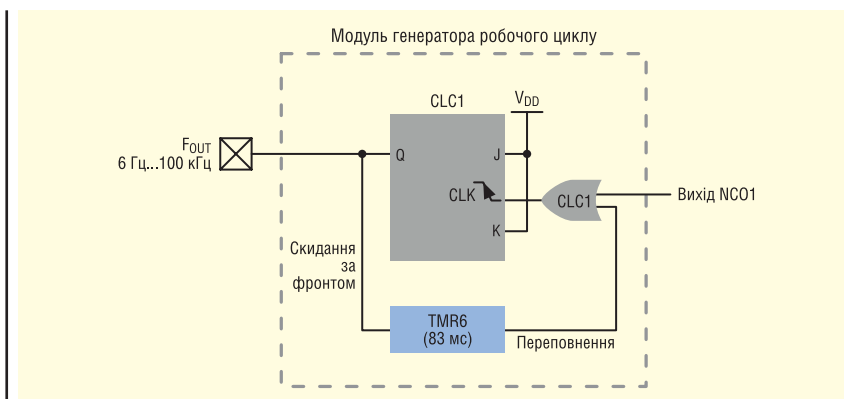 Модуль генератора робочого циклу
CLC1
VDD
FOUT
6 Гц...100 кГц
Q
J
CLK
CLC1
Вихід NCO1
K
Скидання
за
фронтом
TMR6
(83 мс)
Переповнення